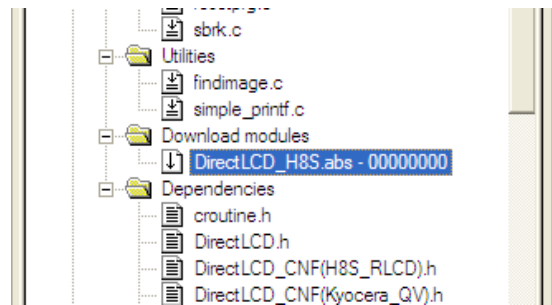 sbrk.c
Utilities
findimage.c
simple_printf.c
Download modules
DirectLCD_H8S.abs - 00000000
Dependencies
croutine.h
DirectLCD.h
DirectLCD_CNF(H8S_RLCD).h
DirectLCD_CNF(Kyocera_QV).h